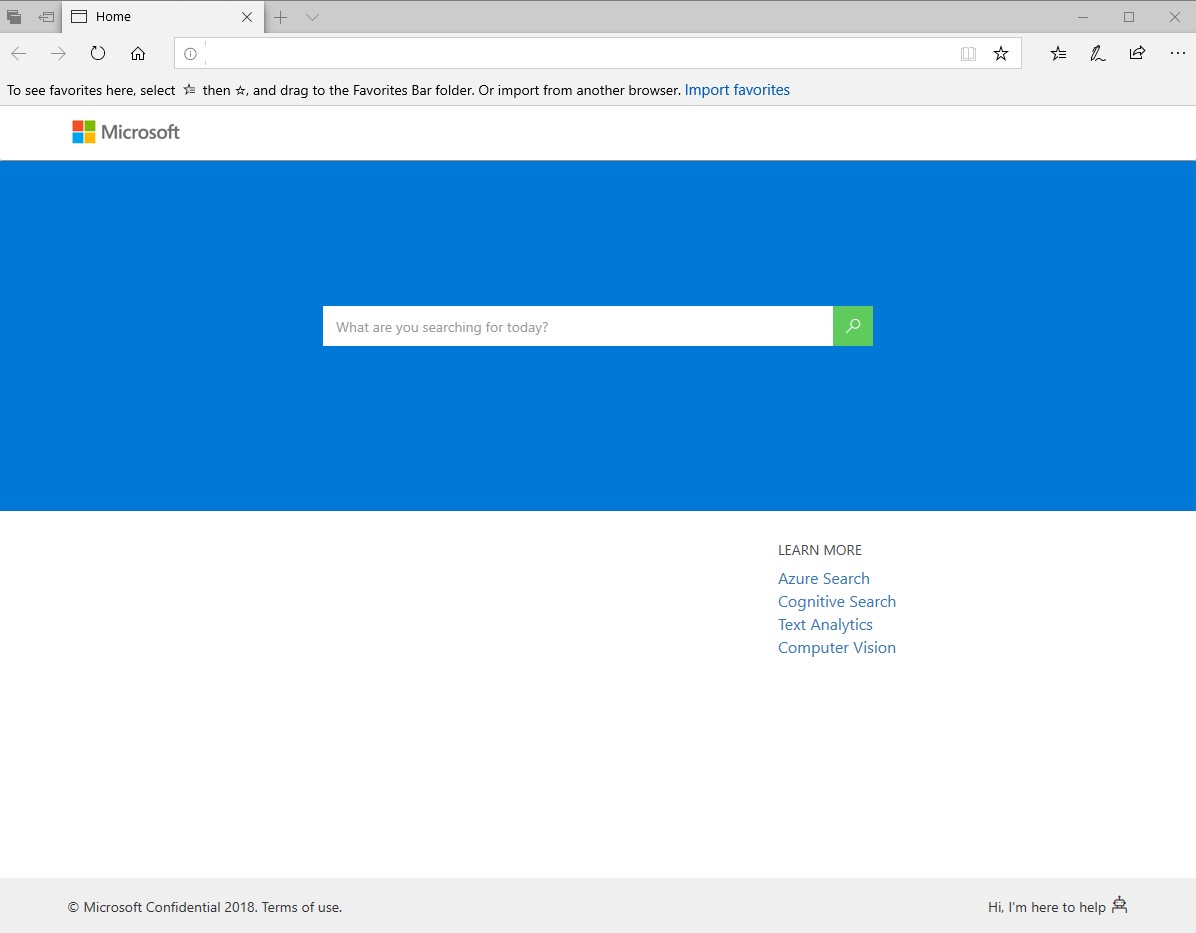 Home
To see favorites here, select then ☆, and drag to the Favorites Bar folder. Or import from another browser. Import favorites
Microsoft
What are you searching for today?
LEARN MORE
Azure Search
Cognitive Search
Text Analytics
Computer Vision
© Microsoft Confidential 2018. Terms of use.
Hi, I'm here to help